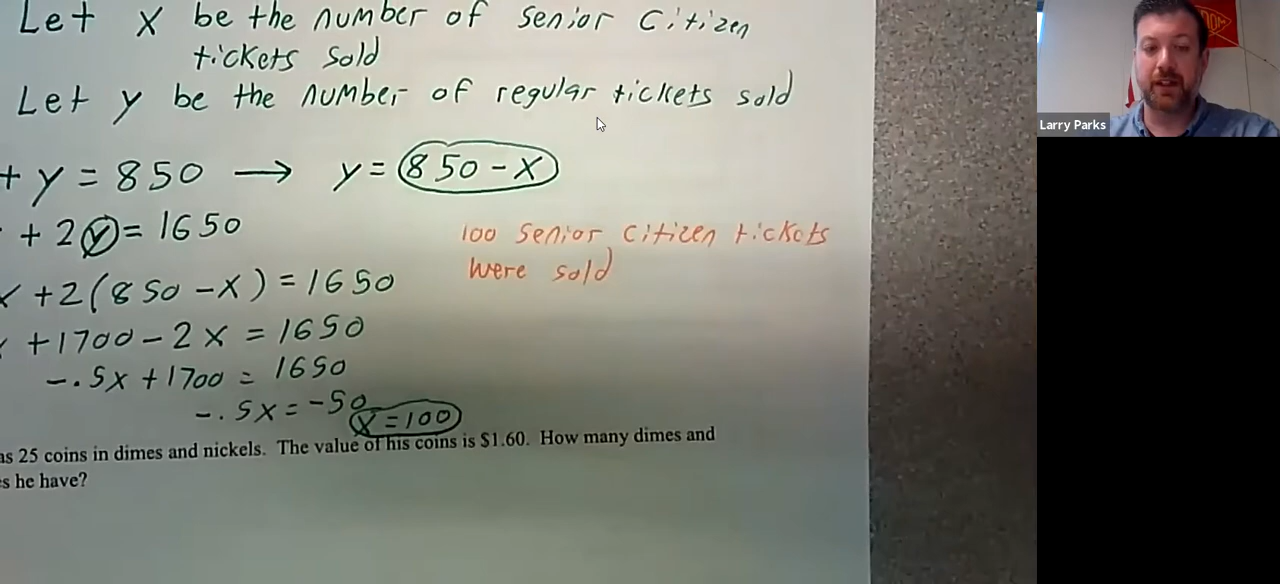 Let x be the number of senior citizen
tickets sold
Let y be the number of regular tickets sold
+ y = 850 → y = 850 - x
+ 2y = 1650
100 senior citizen tickets
were sold
x + 2(850 - x) = 1650
+ 1700 - 2x = 1650
-.5x + 1700 = 1650
-.5x = -50
x = 100
as 25 coins in dimes and nickels. The value of his coins is $1.60. How many dimes and
s he have?
Larry Parks